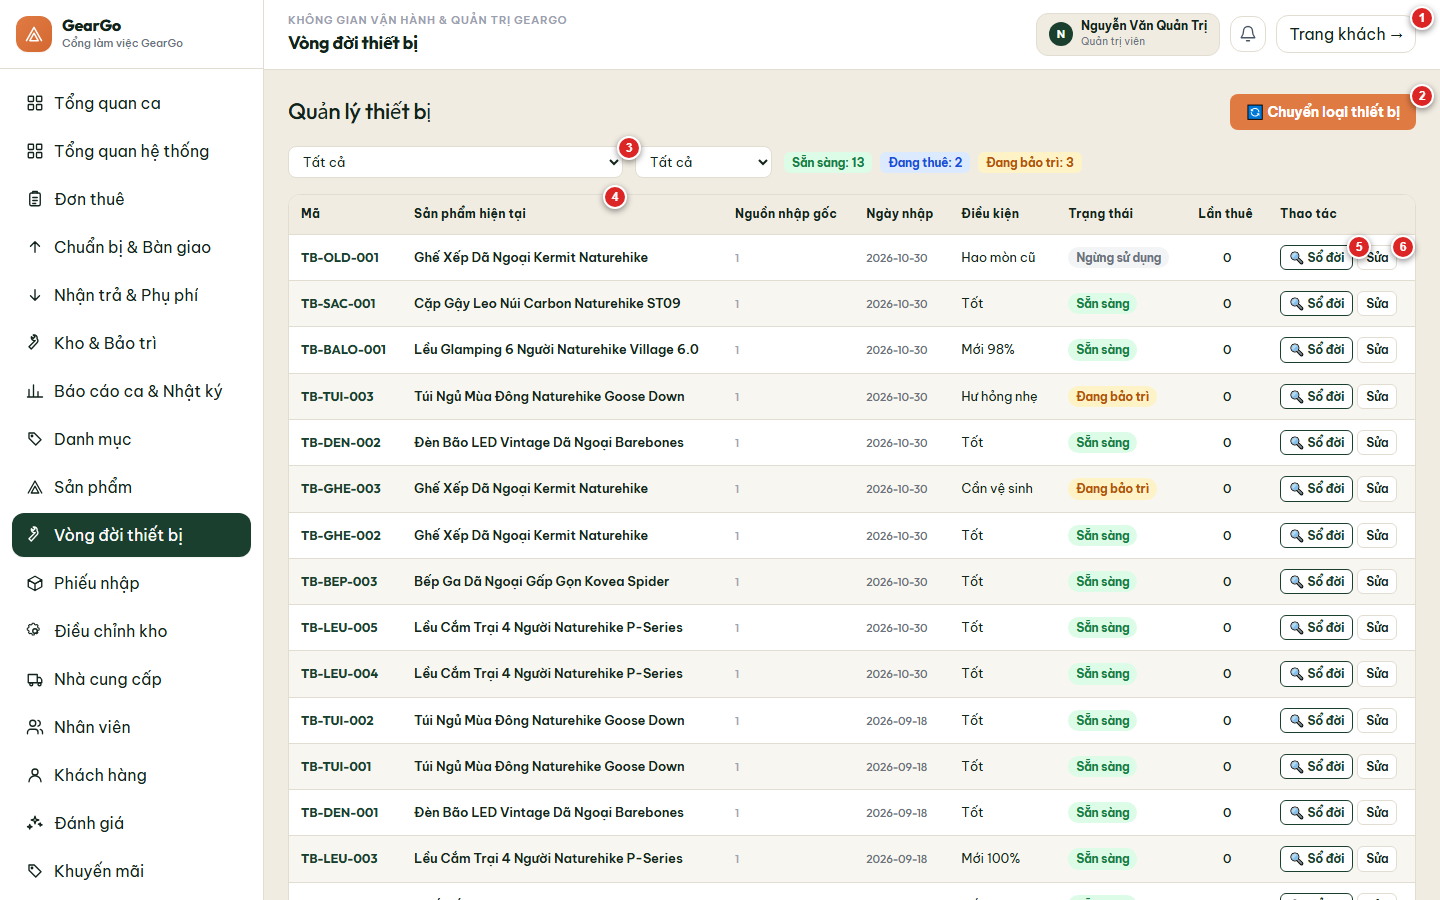 GearGo
Cổng làm việc GearGo
KHÔNG GIAN VẬN HÀNH & QUẢN TRỊ GEARGO
Vòng đời thiết bị
N
Nguyễn Văn Quản Trị
Quản trị viên
Trang khách →
1
Tổng quan ca
Tổng quan hệ thống
Đơn thuê
Chuẩn bị & Bàn giao
Nhận trả & Phụ phí
Kho & Bảo trì
Báo cáo ca & Nhật ký
Danh mục
Sản phẩm
Vòng đời thiết bị
Phiếu nhập
Điều chỉnh kho
Nhà cung cấp
Nhân viên
Khách hàng
Đánh giá
Khuyến mãi
Quản lý thiết bị
Chuyển loại thiết bị
2
Tất cả
3
Tất cả
Sẵn sàng: 13
Đang thuê: 2
Đang bảo trì: 3
4
Mã Sản phẩm hiện tại Nguồn nhập gốc Ngày nhập Điều kiện Trạng thái Lần thuê Thao tác
5
6
TB-OLD-001 Ghế Xếp Dã Ngoại Kermit Naturehike 1 2026-10-30 Hao mòn cũ Ngừng sử dụng 0 Sổ đời Sửa
TB-SAC-001 Cặp Gậy Leo Núi Carbon Naturehike ST09 1 2026-10-30 Tốt Sẵn sàng 0 Sổ đời Sửa
TB-BALO-001 Lều Glamping 6 Người Naturehike Village 6.0 1 2026-10-30 Mới 98% Sẵn sàng 0 Sổ đời Sửa
TB-TUI-003 Túi Ngủ Mùa Đông Naturehike Goose Down 1 2026-10-30 Hư hỏng nhẹ Đang bảo trì 0 Sổ đời Sửa
TB-DEN-002 Đèn Bão LED Vintage Dã Ngoại Barebones 1 2026-10-30 Tốt Sẵn sàng 0 Sổ đời Sửa
TB-GHE-003 Ghế Xếp Dã Ngoại Kermit Naturehike 1 2026-10-30 Cần vệ sinh Đang bảo trì 0 Sổ đời Sửa
TB-GHE-002 Ghế Xếp Dã Ngoại Kermit Naturehike 1 2026-10-30 Tốt Sẵn sàng 0 Sổ đời Sửa
TB-BEP-003 Bếp Ga Dã Ngoại Gấp Gọn Kovea Spider 1 2026-10-30 Tốt Sẵn sàng 0 Sổ đời Sửa
TB-LEU-005 Lều Cắm Trại 4 Người Naturehike P-Series 1 2026-10-30 Tốt Sẵn sàng 0 Sổ đời Sửa
TB-LEU-004 Lều Cắm Trại 4 Người Naturehike P-Series 1 2026-10-30 Tốt Sẵn sàng 0 Sổ đời Sửa
TB-TUI-002 Túi Ngủ Mùa Đông Naturehike Goose Down 1 2026-09-18 Tốt Sẵn sàng 0 Sổ đời Sửa
TB-TUI-001 Túi Ngủ Mùa Đông Naturehike Goose Down 1 2026-09-18 Tốt Sẵn sàng 0 Sổ đời Sửa
TB-DEN-001 Đèn Bão LED Vintage Dã Ngoại Barebones 1 2026-09-18 Tốt Sẵn sàng 0 Sổ đời Sửa
TB-LEU-003 Lều Cắm Trại 4 Người Naturehike P-Series 1 2026-09-18 Mới 100% Sẵn sàng 0 Sổ đời Sửa